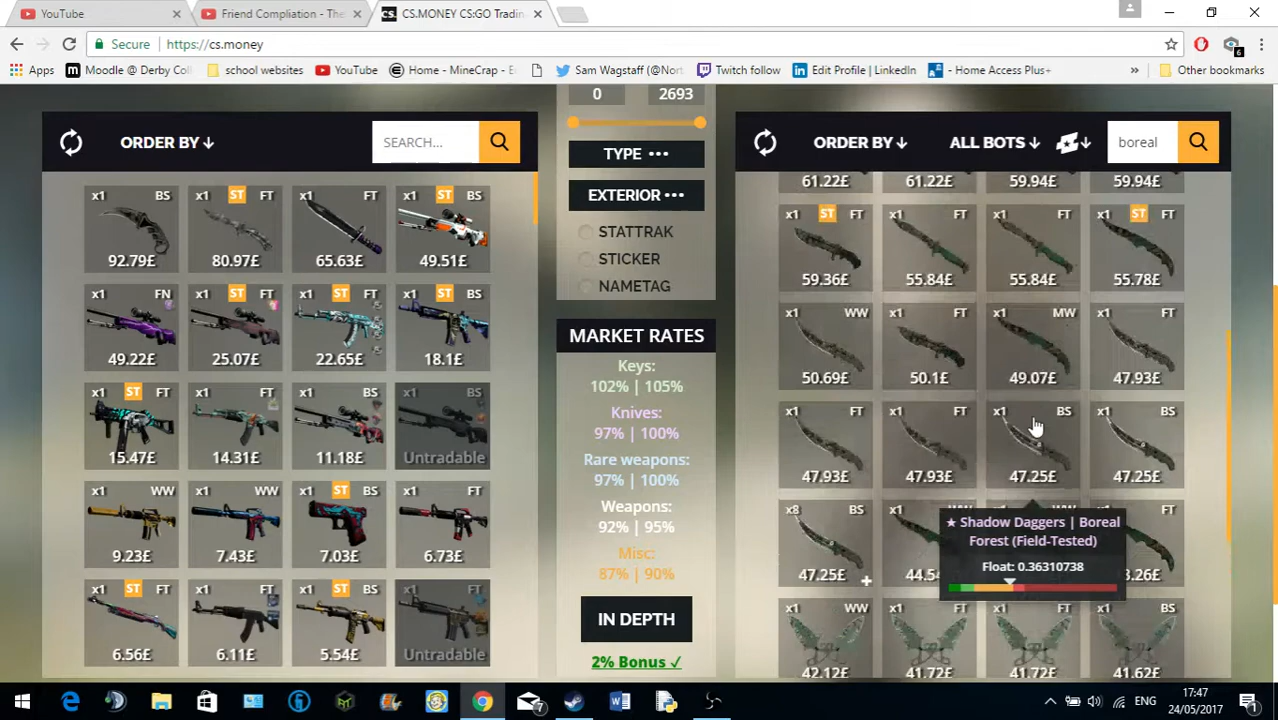 YouTube
Friend Compliation - The
CS.MONEY CS:GO Tradin
Secure https://cs.money
6
Apps Moodle @ Derby Col school websites YouTube Home - MineCrap - E Sam Wagstaff (@Nort Twitch follow Edit Profile | LinkedIn - Home Access Plus+ » Other bookmarks
0 2693
ORDER BY SEARCH...
TYPE •••
EXTERIOR •••
STATTRAK
STICKER
NAMETAG
MARKET RATES
Keys:
102% | 105%
Knives:
97% | 100%
Rare weapons:
97% | 100%
Weapons:
92% | 95%
Misc:
87% | 90%
IN DEPTH
2% Bonus ✓
ORDER BY ALL BOTS boreal
x1 BS x1 ST FT x1 FT x1 ST BS
92.79£ 80.97£ 65.63£ 49.51£
x1 FN x1 ST FT x1 ST FT x1 ST BS
49.22£ 25.07£ 22.65£ 18.1£
x1 ST FT x1 FT x1 BS x1 BS
15.47£ 14.31£ 11.18£ Untradable
x1 WW x1 WW x1 ST BS x1 FT
9.23£ 7.43£ 7.03£ 6.73£
x1 FT x1 FT x1 ST BS x1 FT
6.56£ 6.11£ 5.54£ Untradable
61.22£ 61.22£ 59.94£ 59.94£
x1 ST FT x1 FT x1 FT x1 ST FT
59.36£ 55.84£ 55.84£ 55.78£
x1 WW x1 FT x1 MW x1 FT
50.69£ 50.1£ 49.07£ 47.93£
x1 FT x1 FT x1 BS x1 BS
47.93£ 47.93£ 47.25£ 47.25£
x8 BS x1 x1 FT
47.25£ +
★ Shadow Daggers | Boreal
Forest (Field-Tested)
Float: 0.36310738
x1 WW x1 FT x1 FT x1 BS
42.12£ 41.72£ 41.72£ 41.62£
7
ENG
17:47
24/05/2017
1